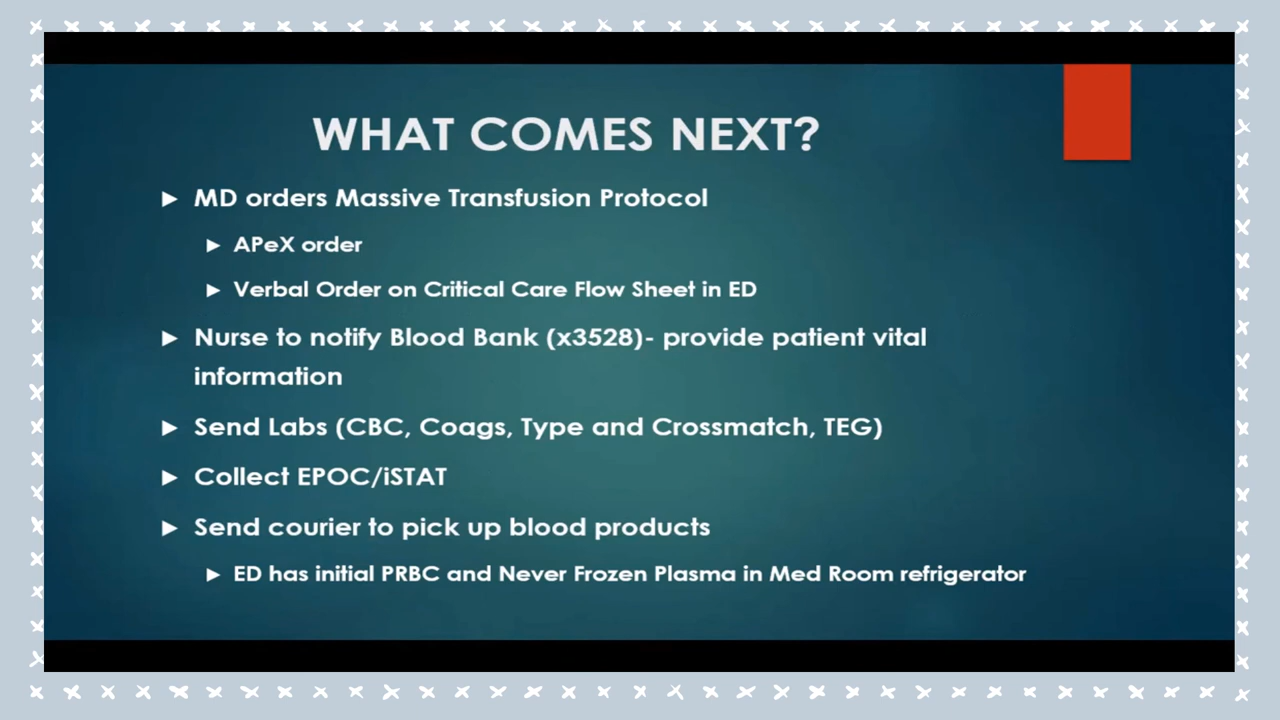 WHAT COMES NEXT?
MD orders Massive Transfusion Protocol
APeX order
Verbal Order on Critical Care Flow Sheet in ED
Nurse to notify Blood Bank (x3528)- provide patient vital
information
Send Labs (CBC, Coags, Type and Crossmatch, TEG)
Collect EPOC/iSTAT
Send courier to pick up blood products
ED has initial PRBC and Never Frozen Plasma in Med Room refrigerator